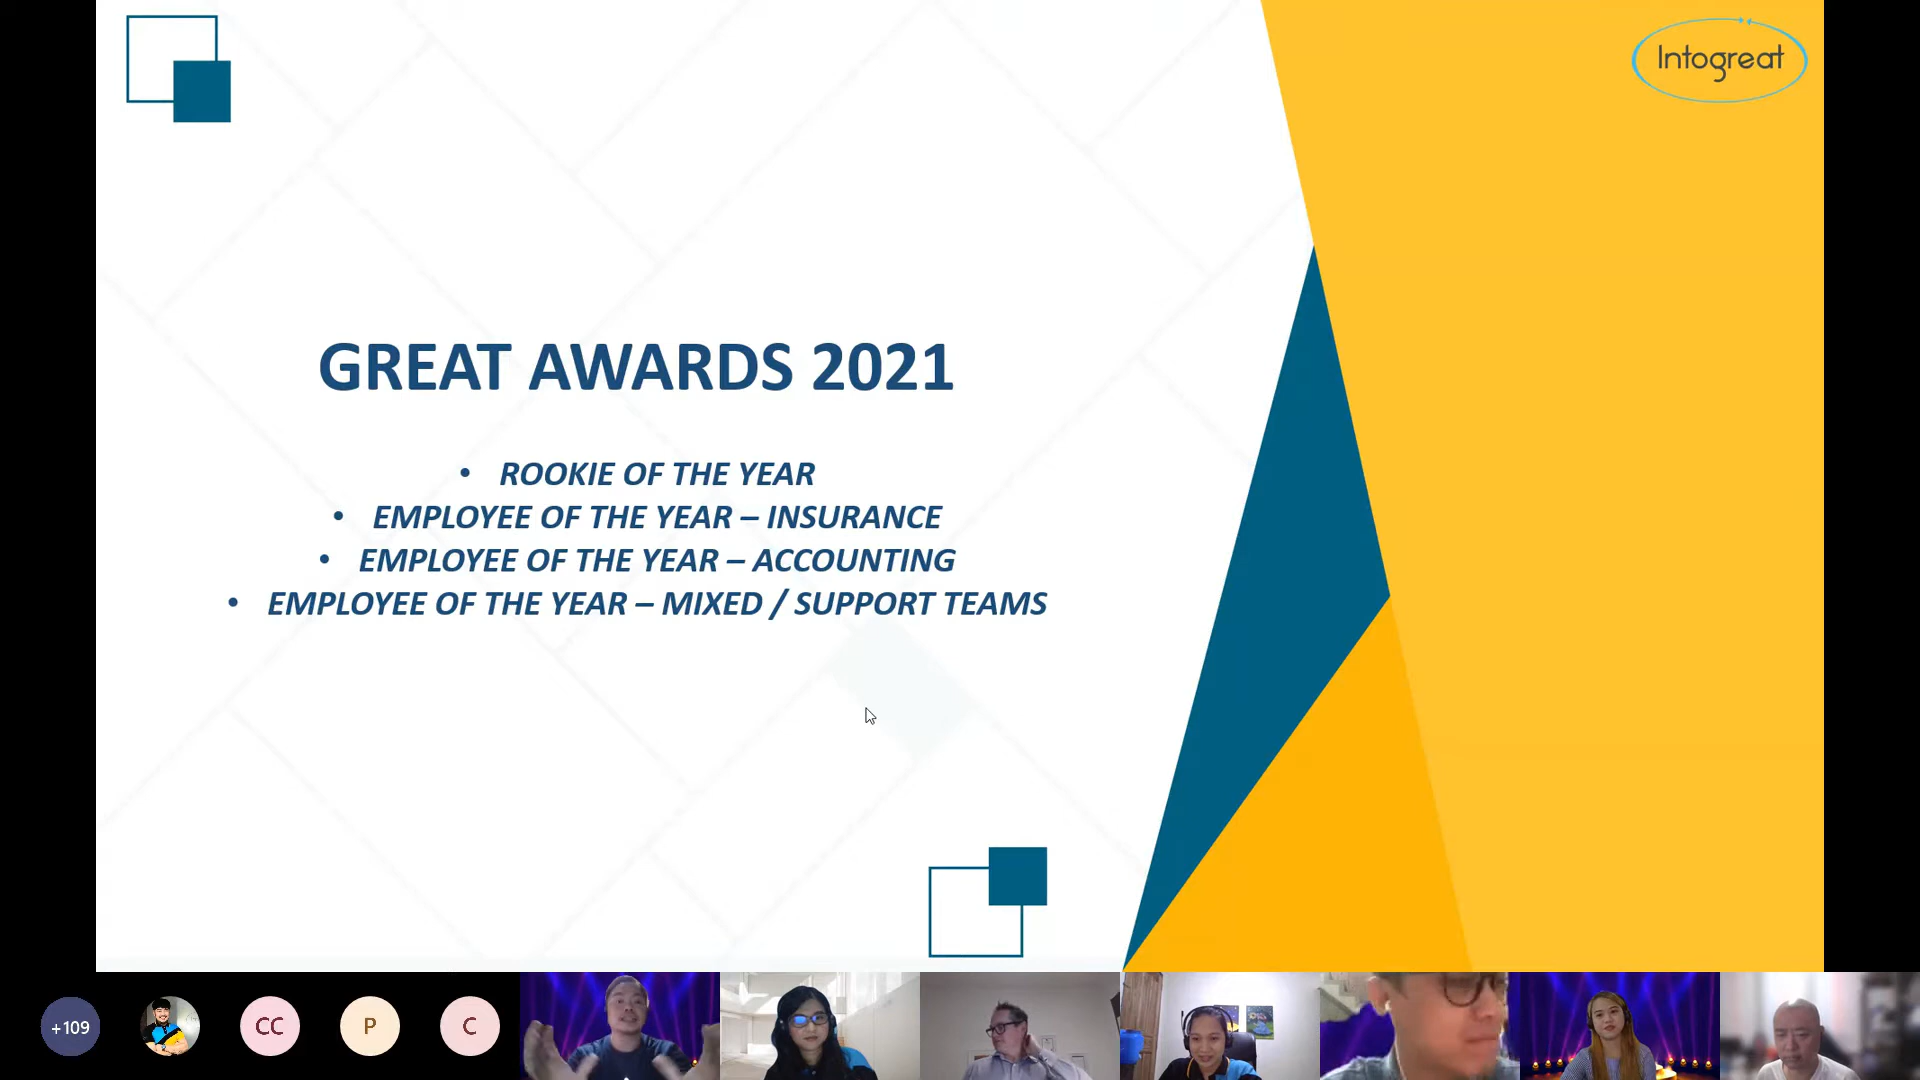 Intogreat
GREAT AWARDS 2021
• ROOKIE OF THE YEAR
• EMPLOYEE OF THE YEAR – INSURANCE
• EMPLOYEE OF THE YEAR – ACCOUNTING
• EMPLOYEE OF THE YEAR – MIXED / SUPPORT TEAMS
+109
CC
P
C